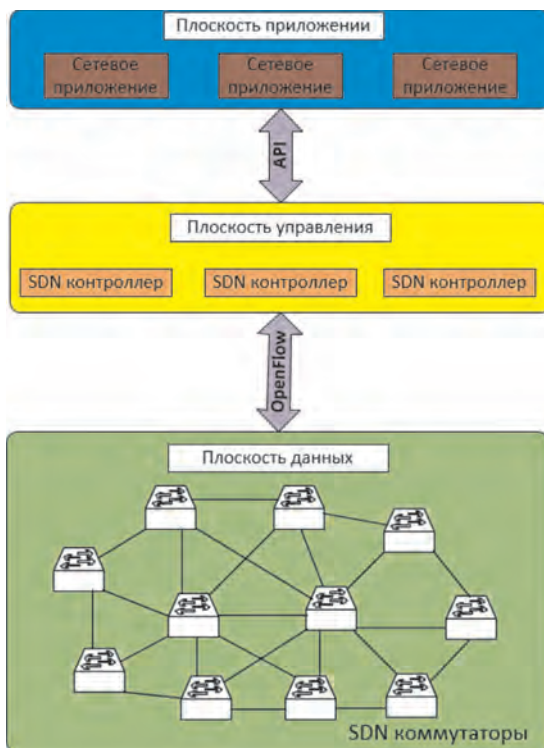 Плоскость приложении
Сетевое
приложение
Сетевое
приложение
Сетевое
приложение
API
Плоскость управления
SDN контроллер
SDN контроллер
SDN контроллер
OpenFlow
Плоскость данных
SDN коммутаторы